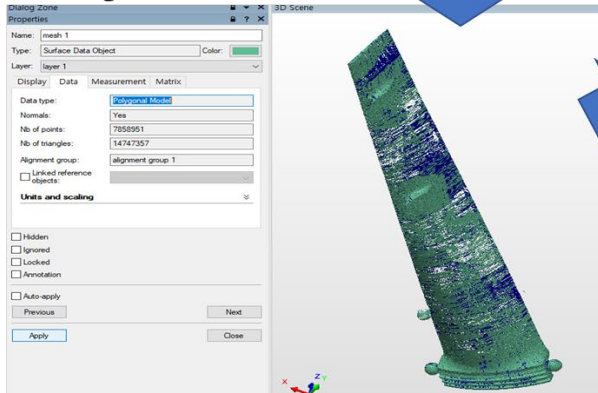 Dialog Zone
Properties
Name: mesh 1
Type: Surface Data Object Color:
Layer: layer 1
Display Data Measurement Matrix
Data type: Polygonal Model
Normals: Yes
Nb of points: 7858951
Nb of triangles: 14747357
Alignment group: alignment group 1
Linked reference
objects:
Units and scaling
Hidden
Ignored
Locked
Annotation
Auto-apply
Previous Next
Apply Close
3D Scene
X Z Y